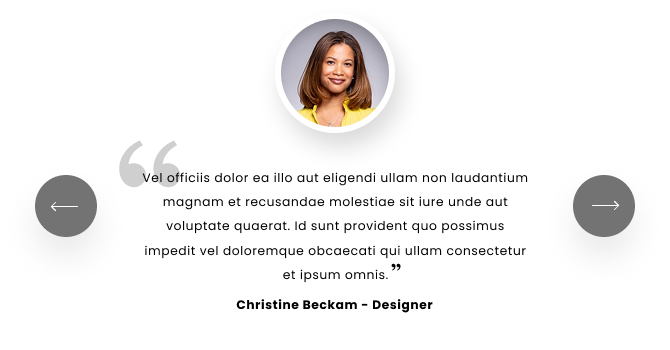 “
Vel officiis dolor ea illo aut eligendi ullam non laudantium
magnam et recusandae molestiae sit iure unde aut
voluptate quaerat. Id sunt provident quo possimus
impedit vel doloremque obcaecati qui ullam consectetur
et ipsum omnis.”
Christine Beckam - Designer